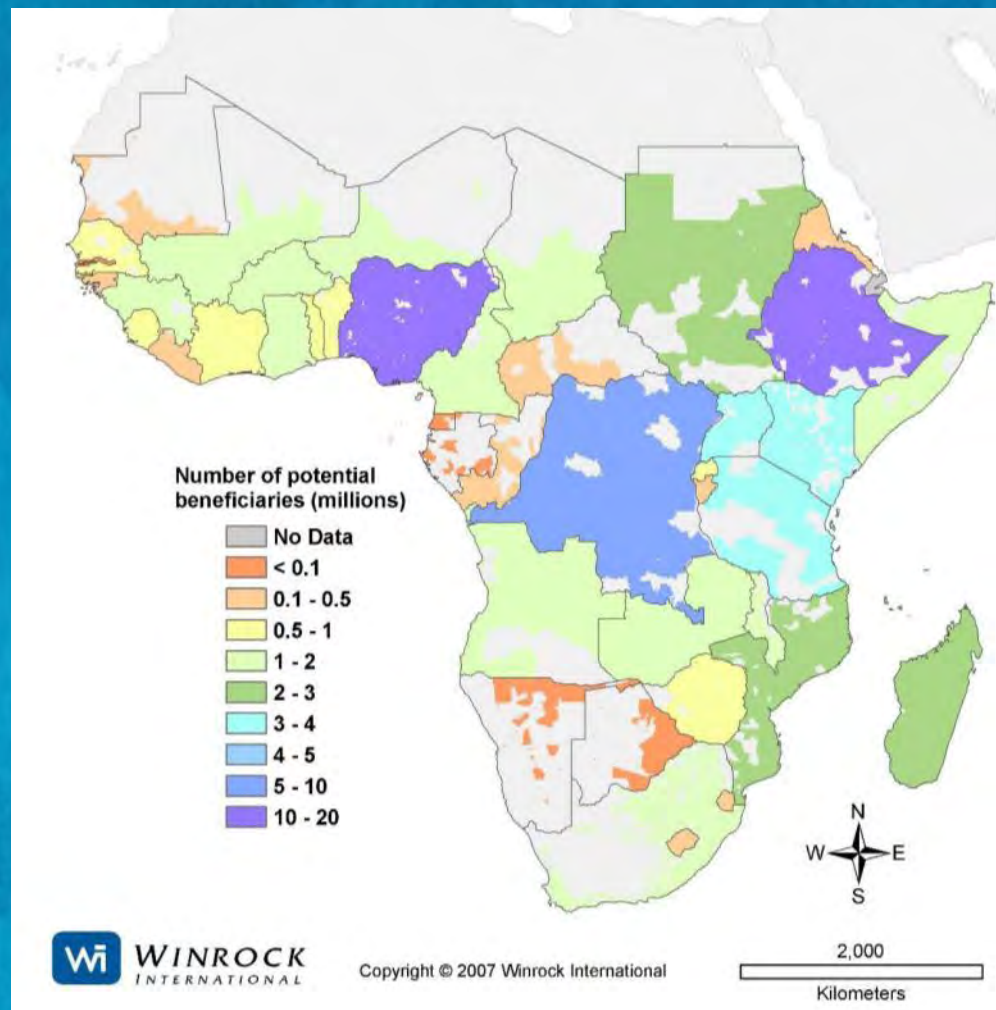 Number of potential
beneficiaries (millions)
No Data
< 0.1
0.1 - 0.5
0.5 - 1
1 - 2
2 - 3
3 - 4
4 - 5
5 - 10
10 - 20
N
W E
S
Wi WINROCK
INTERNATIONAL
Copyright © 2007 Winrock International
2,000
Kilometers